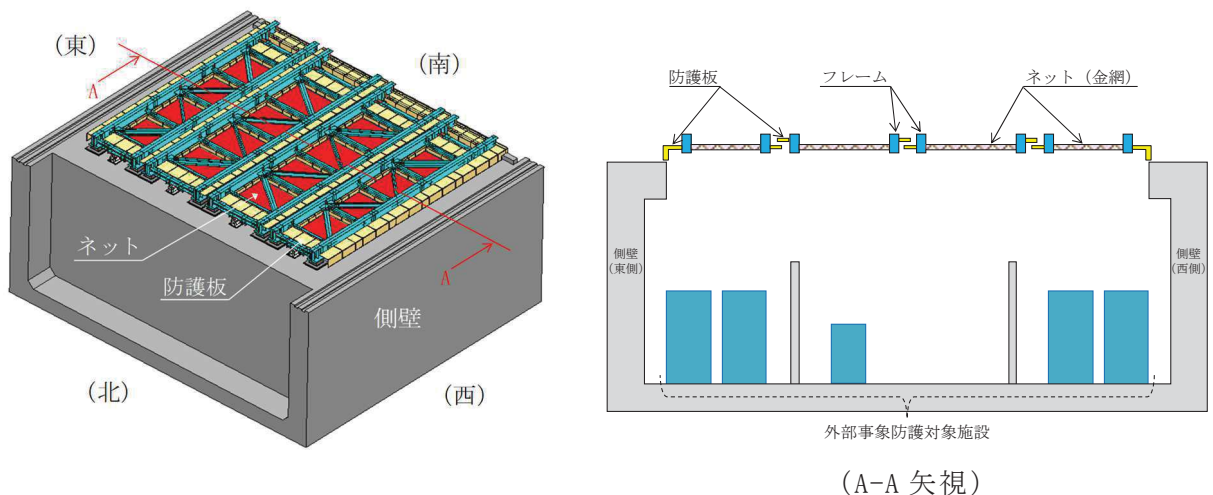 (東)
(南)
A
ネット
防護板
A
側壁
(北)
(西)
防護板
フレーム
ネット(金網)
側壁
(東側)
側壁
(西側)
外部事象防護対象施設
(A-A 矢視)